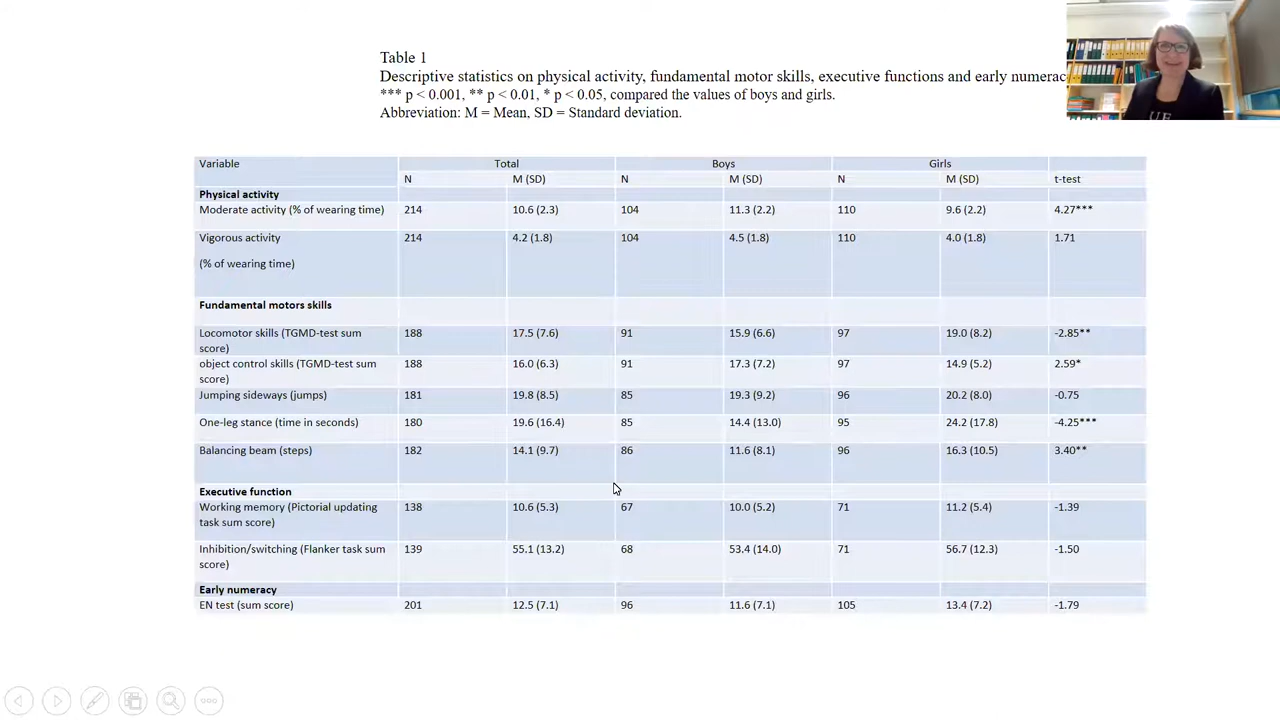 Table 1
Descriptive statistics on physical activity, fundamental motor skills, executive functions and early numerac
*** p < 0.001, ** p < 0.01, * p < 0.05, compared the values of boys and girls.
Abbreviation: M = Mean, SD = Standard deviation.
Variable Total Boys Girls
N M (SD) N M (SD) N M (SD) t-test
Physical activity
Moderate activity (% of wearing time) 214 10.6 (2.3) 104 11.3 (2.2) 110 9.6 (2.2) 4.27***
Vigorous activity 214 4.2 (1.8) 104 4.5 (1.8) 110 4.0 (1.8) 1.71
(% of wearing time)
Fundamental motors skills
Locomotor skills (TGMD-test sum 188 17.5 (7.6) 91 15.9 (6.6) 97 19.0 (8.2) -2.85**
score)
object control skills (TGMD-test sum 188 16.0 (6.3) 91 17.3 (7.2) 97 14.9 (5.2) 2.59*
score)
Jumping sideways (jumps) 181 19.8 (8.5) 85 19.3 (9.2) 96 20.2 (8.0) -0.75
One-leg stance (time in seconds) 180 19.6 (16.4) 85 14.4 (13.0) 95 24.2 (17.8) -4.25***
Balancing beam (steps) 182 14.1 (9.7) 86 11.6 (8.1) 96 16.3 (10.5) 3.40**
Executive function
Working memory (Pictorial updating 138 10.6 (5.3) 67 10.0 (5.2) 71 11.2 (5.4) -1.39
task sum score)
Inhibition/switching (Flanker task sum 139 55.1 (13.2) 68 53.4 (14.0) 71 56.7 (12.3) -1.50
score)
Early numeracy
EN test (sum score) 201 12.5 (7.1) 96 11.6 (7.1) 105 13.4 (7.2) -1.79